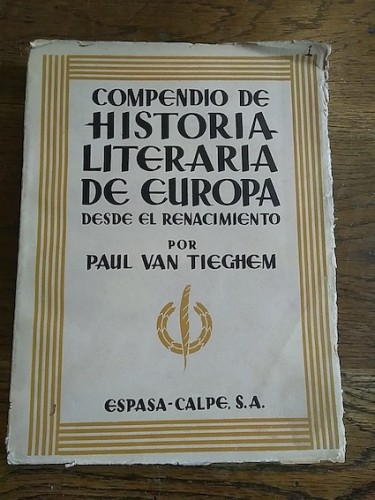 COMPENDIO DE
HISTORIA
LITERARIA
DE EUROPA
DESDE EL RENACIMIENTO
POR
PAUL VAN TIEGHEM
ESPASA-CALPE, S.A.